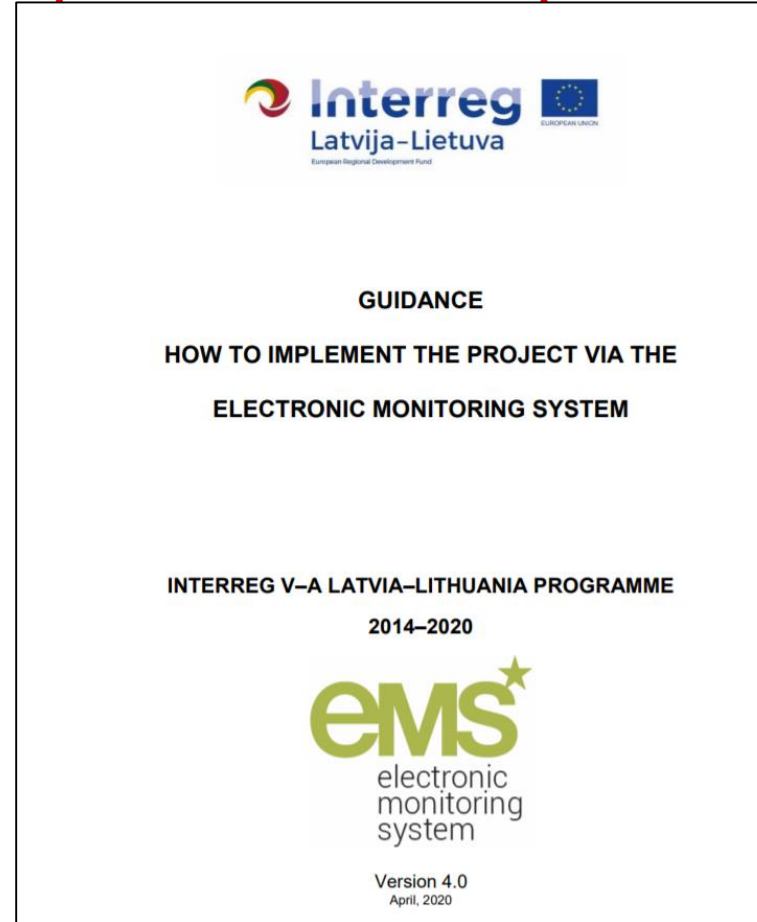 Interreg
Latvija–Lietuva
European Regional Development Fund
EUROPEAN UNION
GUIDANCE
HOW TO IMPLEMENT THE PROJECT VIA THE
ELECTRONIC MONITORING SYSTEM
INTERREG V–A LATVIA–LITHUANIA PROGRAMME
2014–2020
eMS
electronic
monitoring
system
Version 4.0
April, 2020